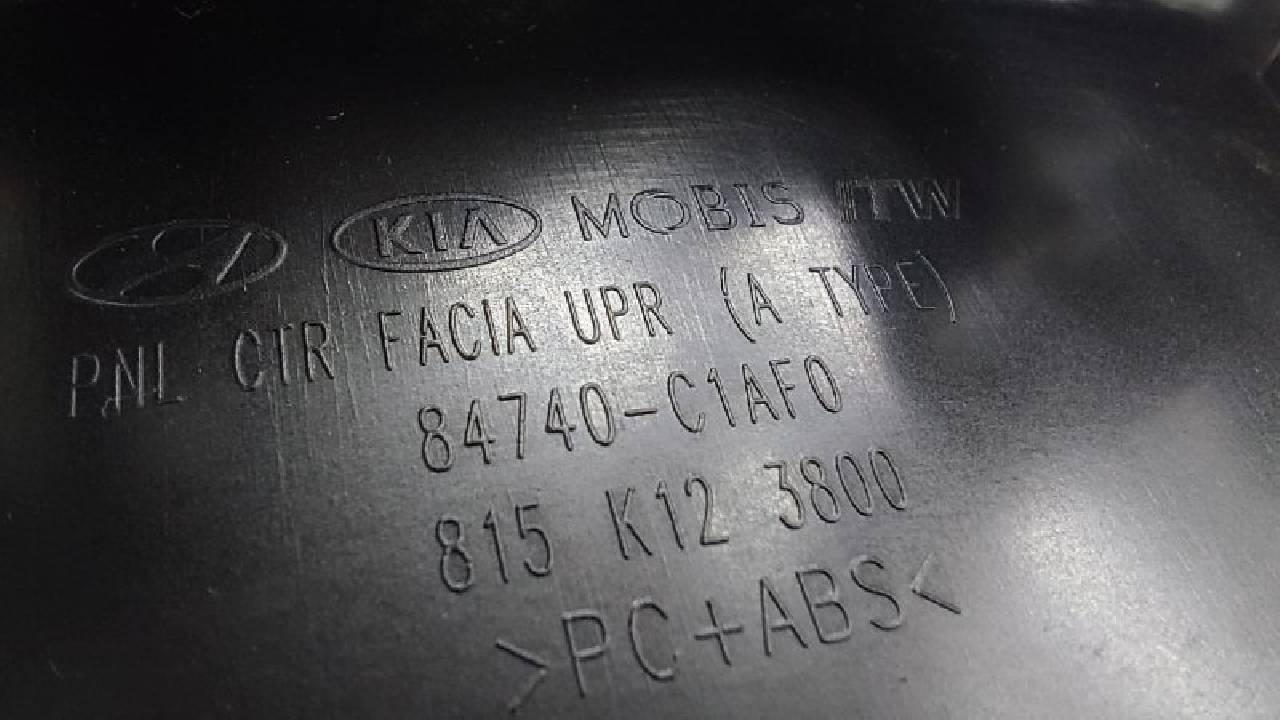 KIA MOBIS ITW
PNL CTR FACIA UPR (A TYPE)
84740-C1AF0
815 K12 3800
>PC+ABS<